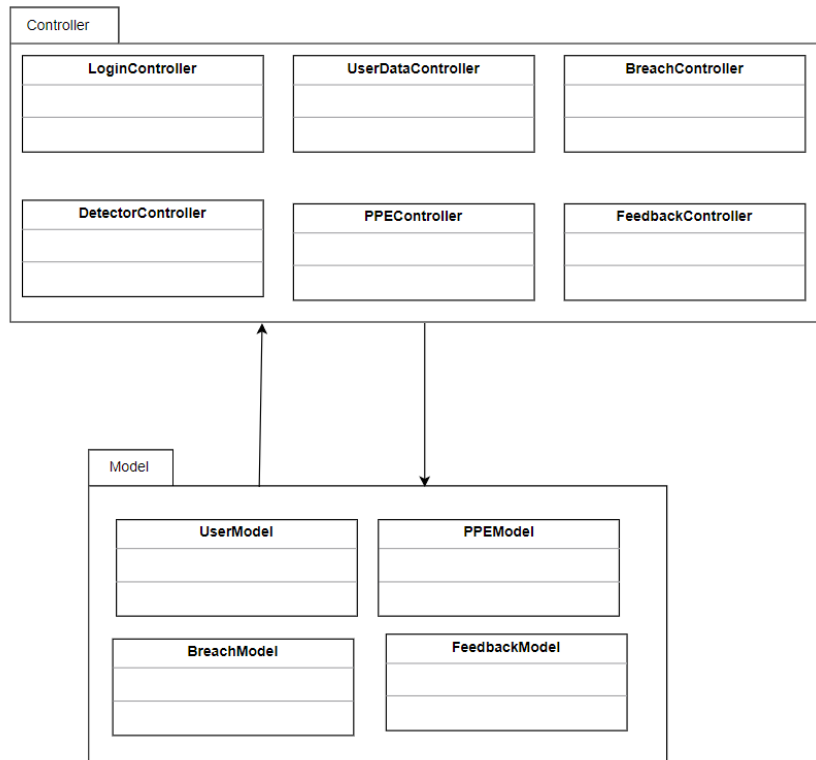 Controller
LoginController
UserDataController
BreachController
DetectorController
PPEController
FeedbackController
Model
UserModel
PPEModel
BreachModel
FeedbackModel